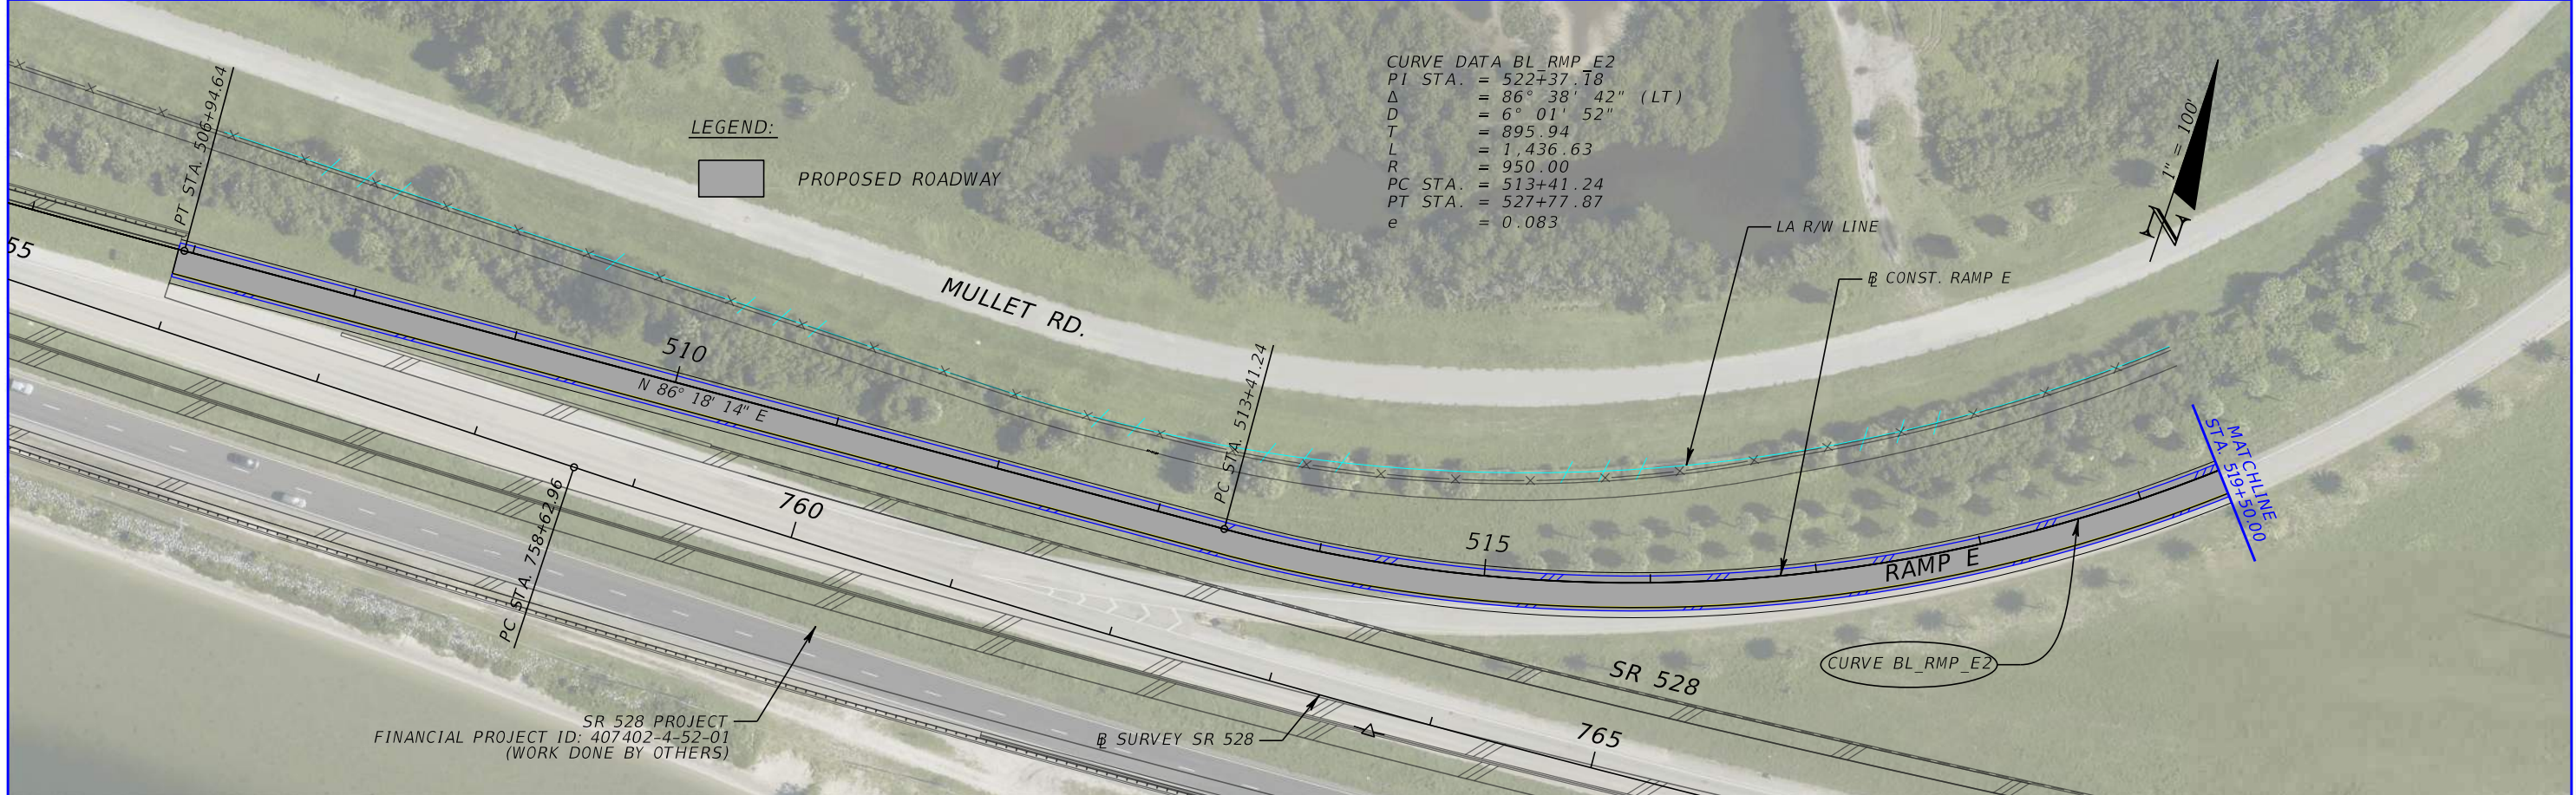 PT STA. 506+94.64
55
LEGEND:
PROPOSED ROADWAY
CURVE DATA BL_RMP_E2
PI STA. = 522+37.18
Δ = 86° 38' 42" (LT)
D = 6° 01' 52"
T = 895.94
L = 1,436.63
R = 950.00
PC STA. = 513+41.24
PT STA. = 527+77.87
e = 0.083
1" = 100'
N
LA R/W LINE
℄ CONST. RAMP E
MULLET RD.
510
N 86° 18' 14" E
PC STA. 513+41.24
MATCHLINE
STA. 519+50.00
PC STA. 758+62.96
760
515
RAMP E
CURVE BL_RMP_E2
SR 528
SR 528 PROJECT
FINANCIAL PROJECT ID: 407402-4-52-01
(WORK DONE BY OTHERS)
℄ SURVEY SR 528
765